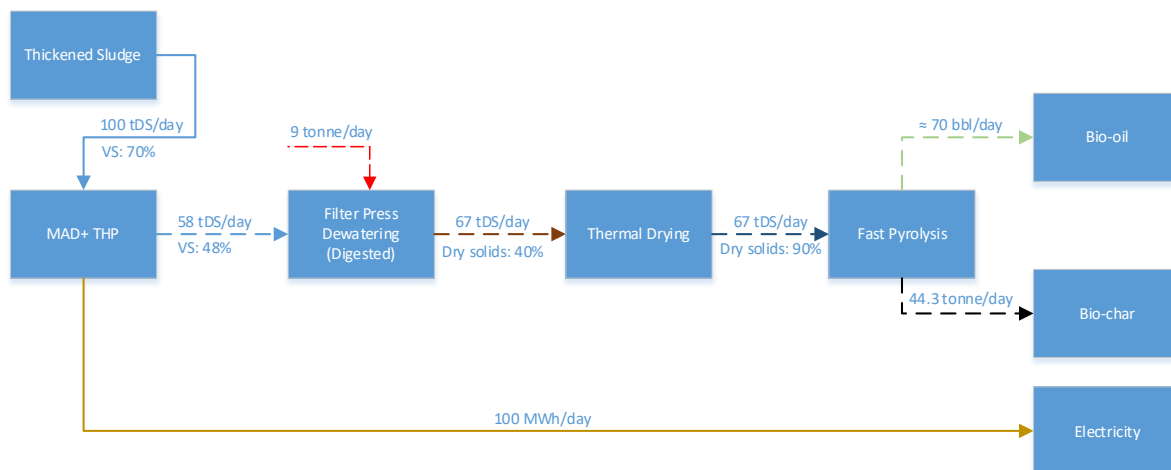 Thickened Sludge
100 tDS/day
VS: 70%
9 tonne/day
≈ 70 bbl/day
Bio-oil
MAD+ THP
58 tDS/day
VS: 48%
Filter Press
Dewatering
(Digested)
67 tDS/day
Dry solids: 40%
Thermal Drying
67 tDS/day
Dry solids: 90%
Fast Pyrolysis
44.3 tonne/day
Bio-char
100 MWh/day
Electricity